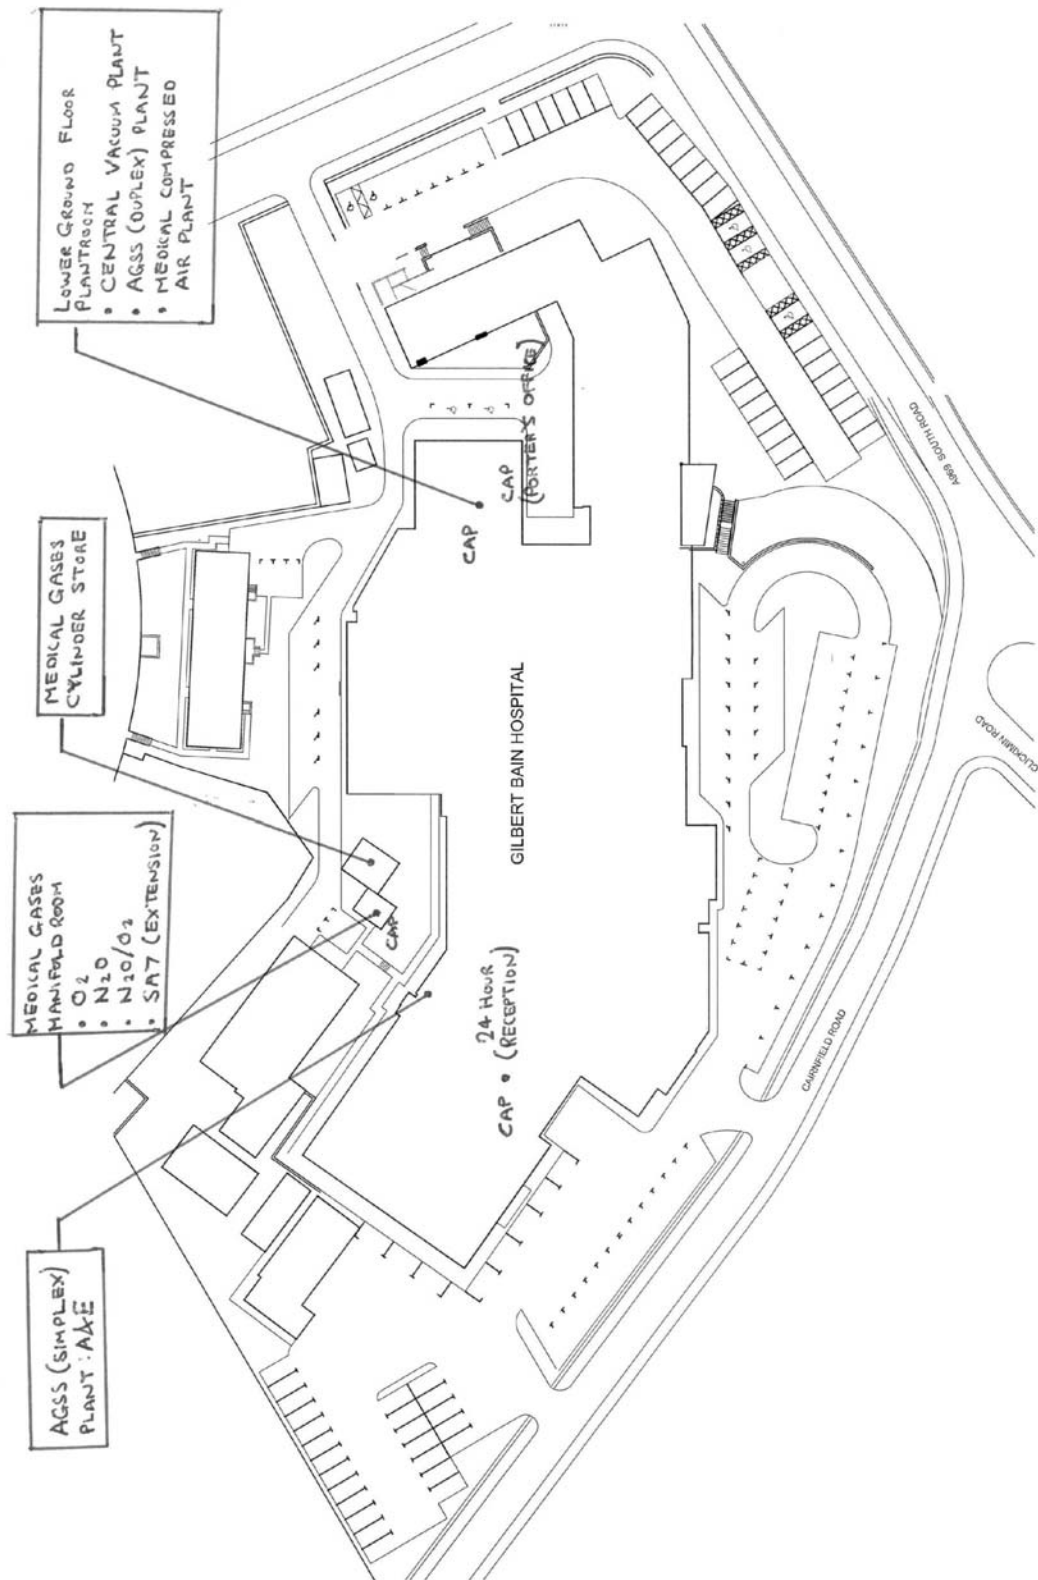 LOWER GROUND FLOOR
PLANTROOM
• CENTRAL VACUUM PLANT
• AGSS (DUPLEX) PLANT
• MEDICAL COMPRESSED
AIR PLANT
MEDICAL GASES
CYLINDER STORE
MEDICAL GASES
MANIFOLD ROOM
• O2
• N2O
• N2O/O2
• SA7 (EXTENSION)
AGSS (SIMPLEX)
PLANT : A&E
CAP
CAP
(PORTER'S OFFICE)
CAP
GILBERT BAIN HOSPITAL
CAP • 24 HOUR
(RECEPTION)
A969 SOUTH ROAD
CLICKIMIN ROAD
CAIRNFIELD ROAD